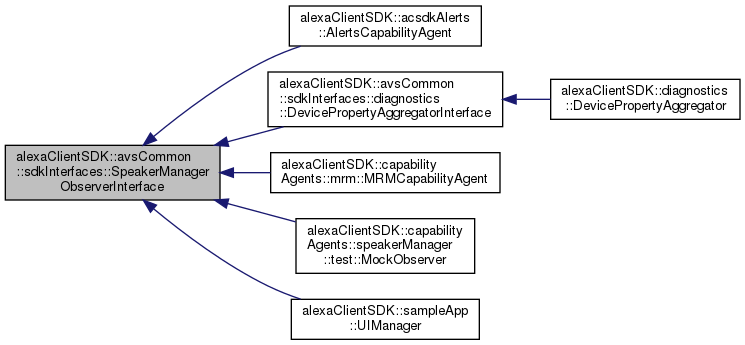 alexaClientSDK::acsdkAlerts
::AlertsCapabilityAgent
alexaClientSDK::avsCommon
::sdkInterfaces::diagnostics
::DevicePropertyAggregatorInterface
alexaClientSDK::diagnostics
::DevicePropertyAggregator
alexaClientSDK::avsCommon
::sdkInterfaces::SpeakerManager
ObserverInterface
alexaClientSDK::capability
Agents::mrm::MRMCapabilityAgent
alexaClientSDK::capability
Agents::speakerManager
::test::MockObserver
alexaClientSDK::sampleApp
::UIManager